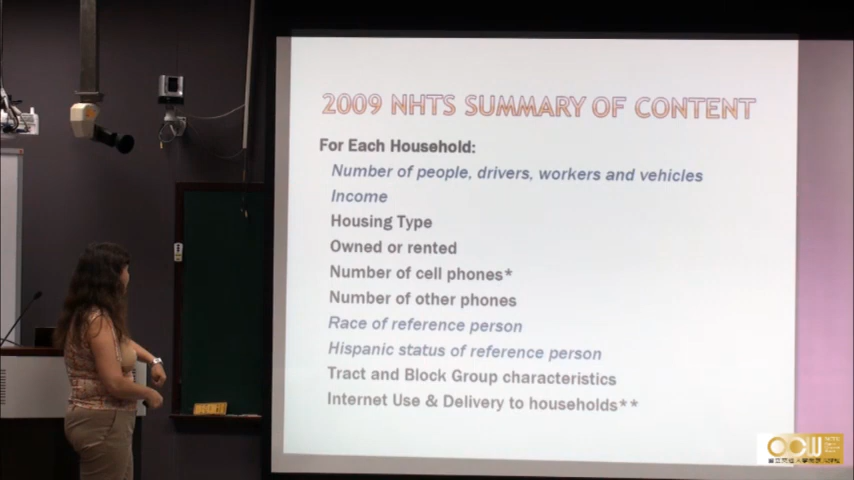 2009 NHTS SUMMARY OF CONTENT
For Each Household:
Number of people, drivers, workers and vehicles
Income
Housing Type
Owned or rented
Number of cell phones*
Number of other phones
Race of reference person
Hispanic status of reference person
Tract and Block Group characteristics
Internet Use & Delivery to households**
OCW